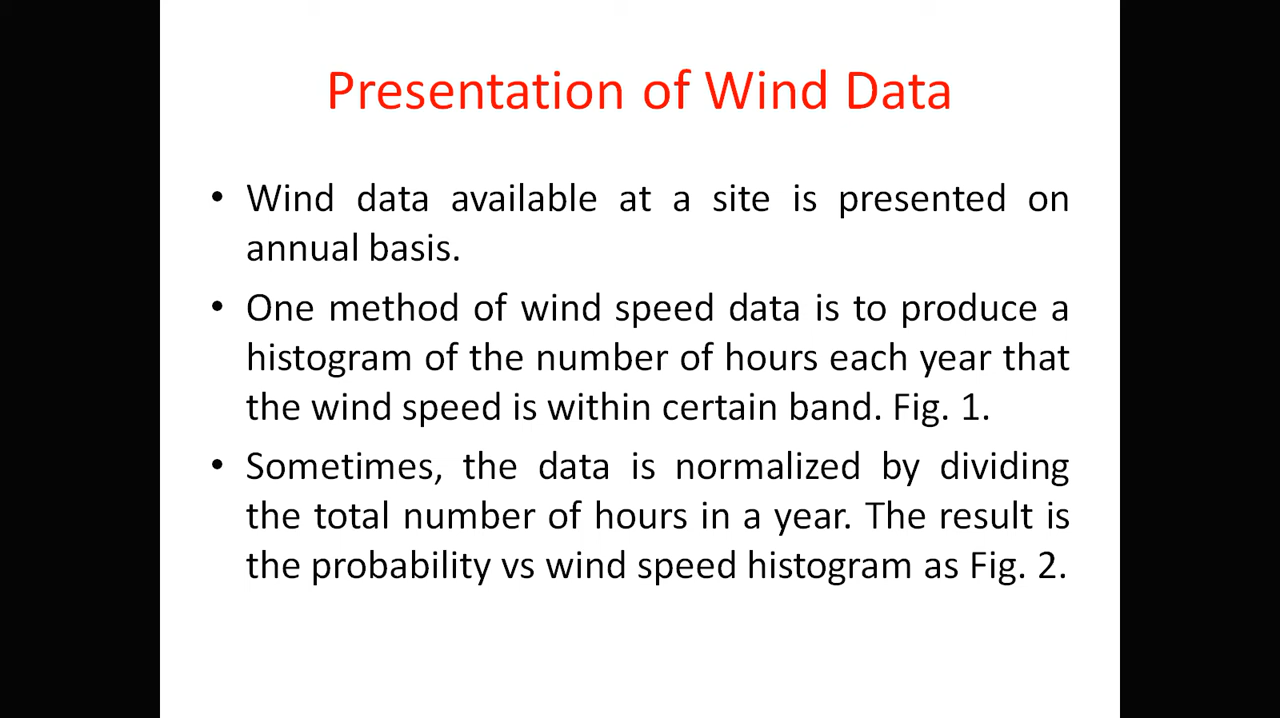 Presentation of Wind Data
• Wind data available at a site is presented on
annual basis.
• One method of wind speed data is to produce a
histogram of the number of hours each year that
the wind speed is within certain band. Fig. 1.
• Sometimes, the data is normalized by dividing
the total number of hours in a year. The result is
the probability vs wind speed histogram as Fig. 2.